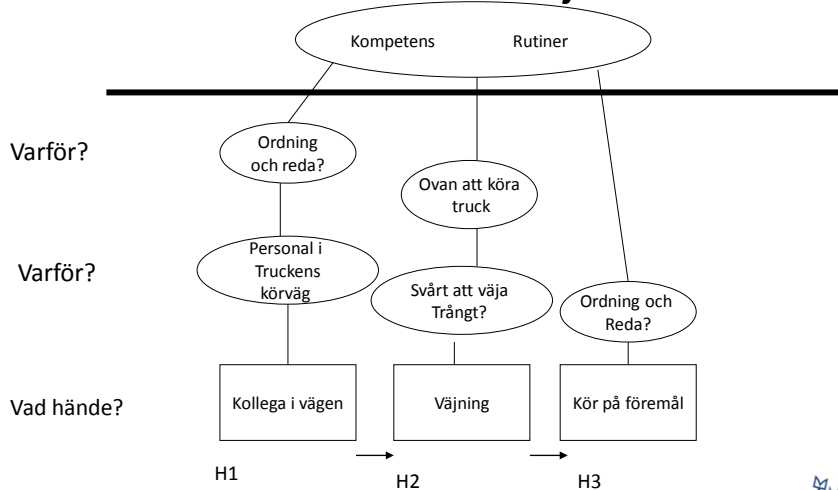 Kompetens Rutiner
Varför?
Ordning
och reda?
Ovan att köra
truck
Varför?
Personal i
Truckens
körväg
Svårt att väja
Trångt?
Ordning och
Reda?
Vad hände?
Kollega i vägen
Väjning
Kör på föremål
H1
H2
H3